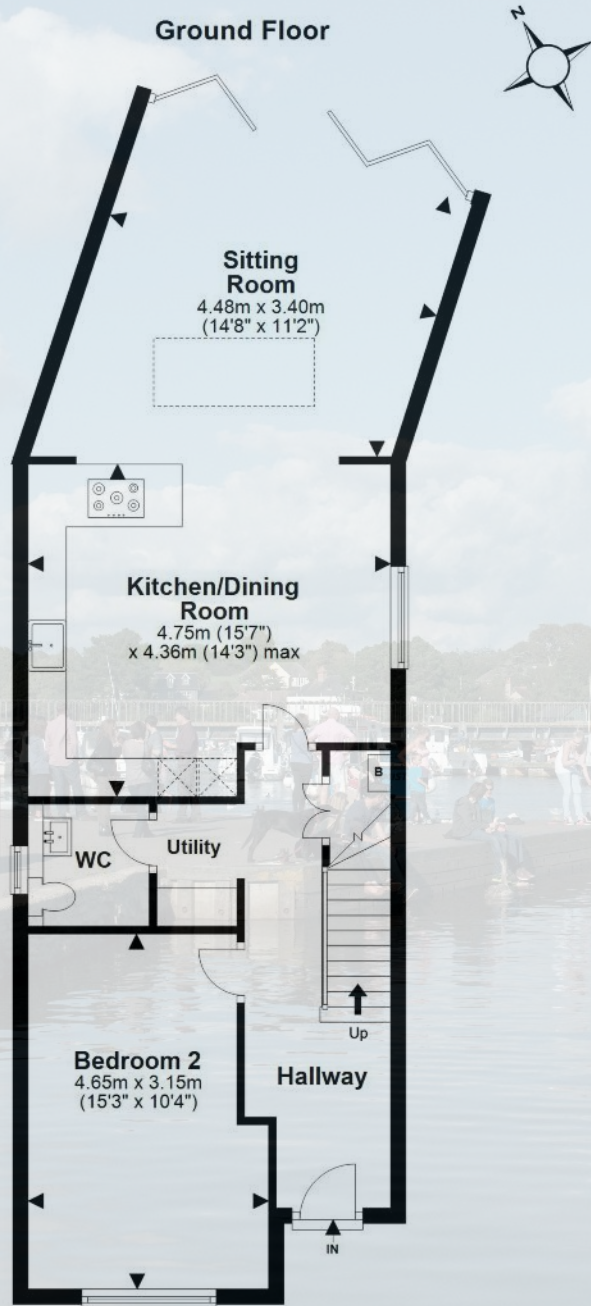 Ground Floor
N
Sitting
Room
4.48m x 3.40m
(14'8" x 11'2")
Kitchen/Dining
Room
4.75m (15'7")
x 4.36m (14'3") max
B
WC
Utility
Up
Bedroom 2
4.65m x 3.15m
(15'3" x 10'4")
Hallway
IN